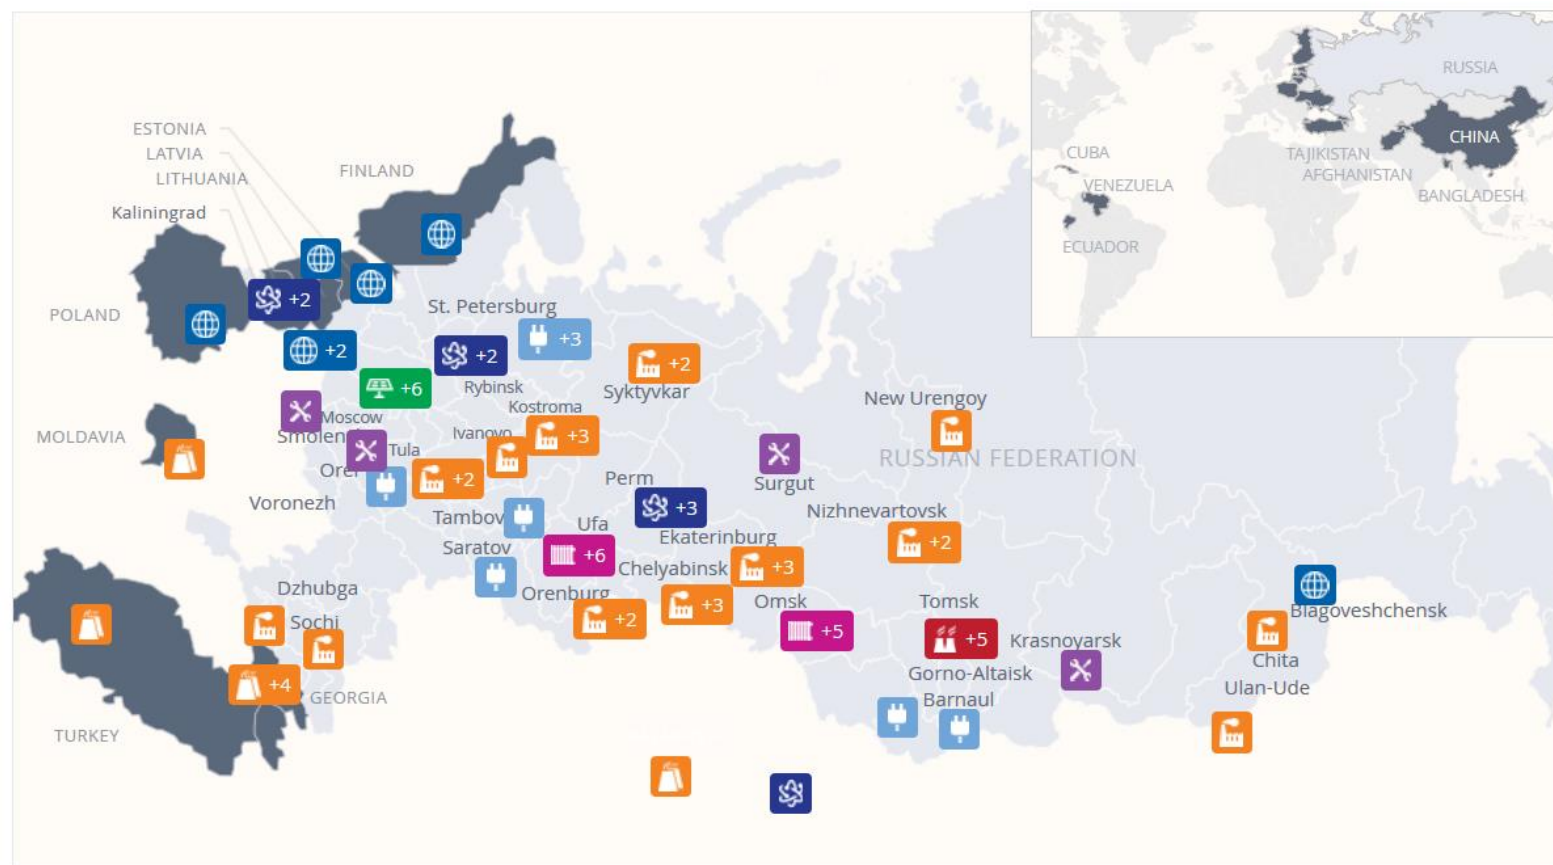 ESTONIA
LATVIA
LITHUANIA
Kaliningrad
FINLAND
POLAND
+2
+2
St. Petersburg
+3
+2
+6
Rybinsk
Syktyvkar
+2
Kostroma
Moscow
Ivanovo
+3
MOLDAVIA
Tula
Orel
+2
Voronezh
New Urengoy
RUSSIAN FEDERATION
Surgut
Perm
+3
Nizhnevartovsk
+2
Tambov
Ufa
+6
Ekaterinburg
+3
Saratov
Chelyabinsk
+3
Orenburg
+2
Omsk
+5
Tomsk
+5
Krasnoyarsk
Gorno-Altaisk
Barnaul
Blagoveshchensk
Chita
Ulan-Ude
Dzhubga
Sochi
+4
GEORGIA
TURKEY
RUSSIA
CHINA
CUBA
TAJIKISTAN
AFGHANISTAN
VENEZUELA
BANGLADESH
ECUADOR